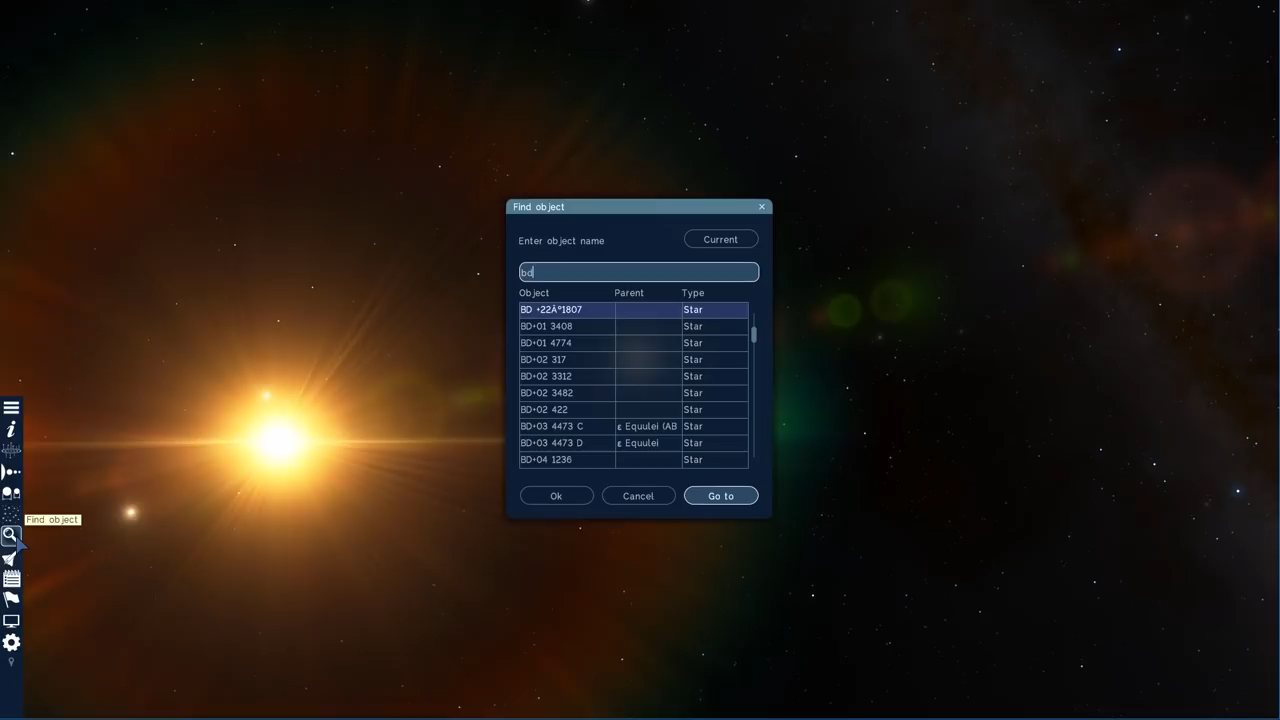 Find object
Enter object name Current
bd
Object Parent Type
BD +22Âº1807 Star
BD+01 3408 Star
BD+01 4774 Star
BD+02 317 Star
BD+02 3312 Star
BD+02 3482 Star
BD+02 422 Star
BD+03 4473 C ε Equulei (AB Star
BD+03 4473 D ε Equulei Star
BD+04 1236 Star
Ok Cancel Go to
Find object